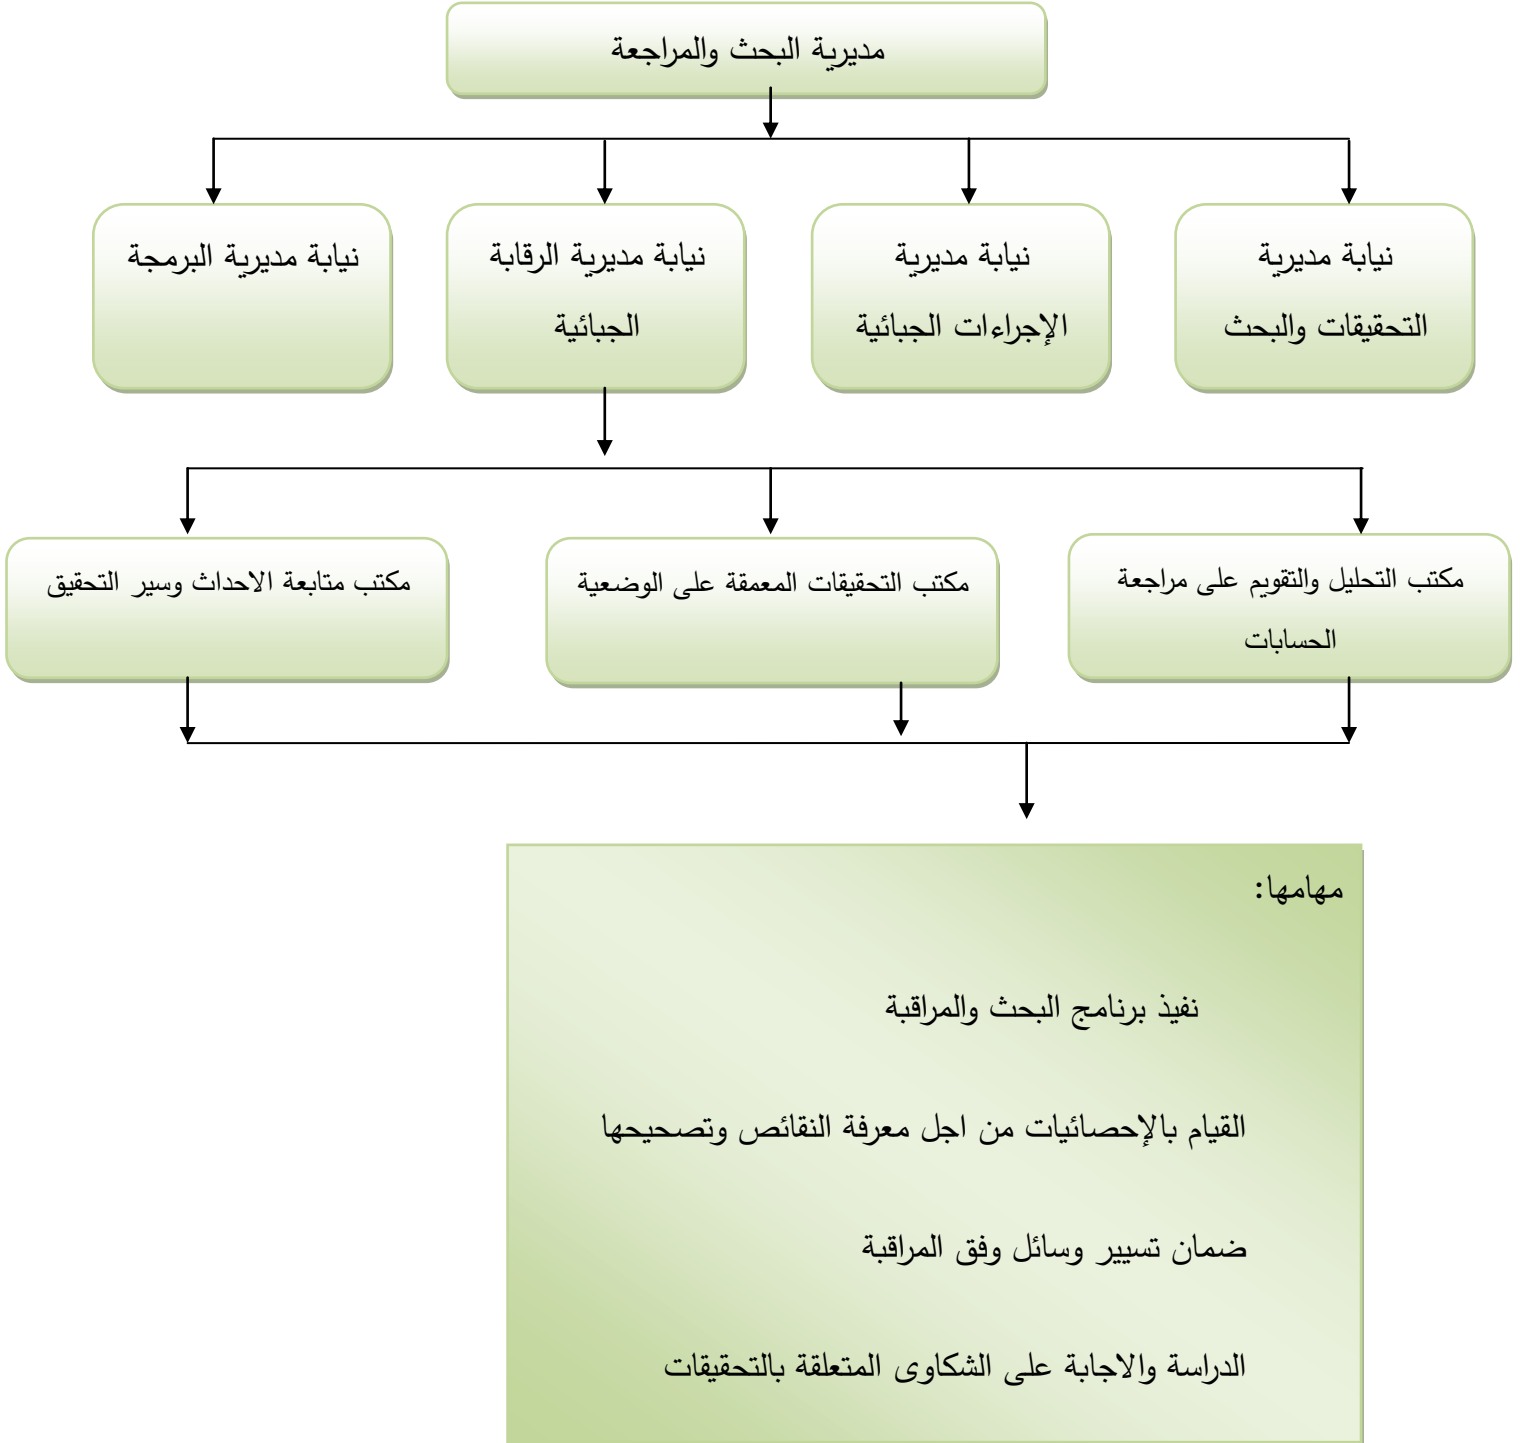 مديرية البحث والمراجعة
نيابة مديرية
التحقيقات والبحث
نيابة مديرية
الإجراءات الجبائية
نيابة مديرية الرقابة
الجبائية
نيابة مديرية البرمجة
مكتب التحليل والتقويم على مراجعة
الحسابات
مكتب التحقيقات المعمقة على الوضعية
مكتب متابعة الاحداث وسير التحقيق
مهامها:
نفيذ برنامج البحث والمراقبة
القيام بالإحصائيات من اجل معرفة النقائص وتصحيحها
ضمان تسيير وسائل وفق المراقبة
الدراسة والاجابة على الشكاوى المتعلقة بالتحقيقات